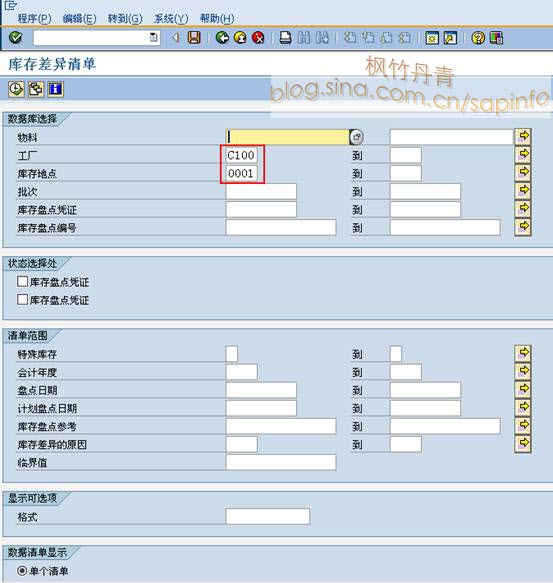 程序(P) 编辑(E) 转到(G) 系统(Y) 帮助(H)
库存差异清单
枫竹丹青
blog.sina.com.cn/sapinfo
数据库选择
物料
工厂 C100 到
库存地点 0001 到
批次 到
库存盘点凭证 到
库存盘点编号 到
状态选择处
库存盘点凭证
库存盘点凭证
清单范围
特殊库存 到
会计年度 到
盘点日期 到
计划盘点日期 到
库存盘点参考 到
库存差异的原因 到
临界值
显示可选项
格式
数据清单显示
单个清单